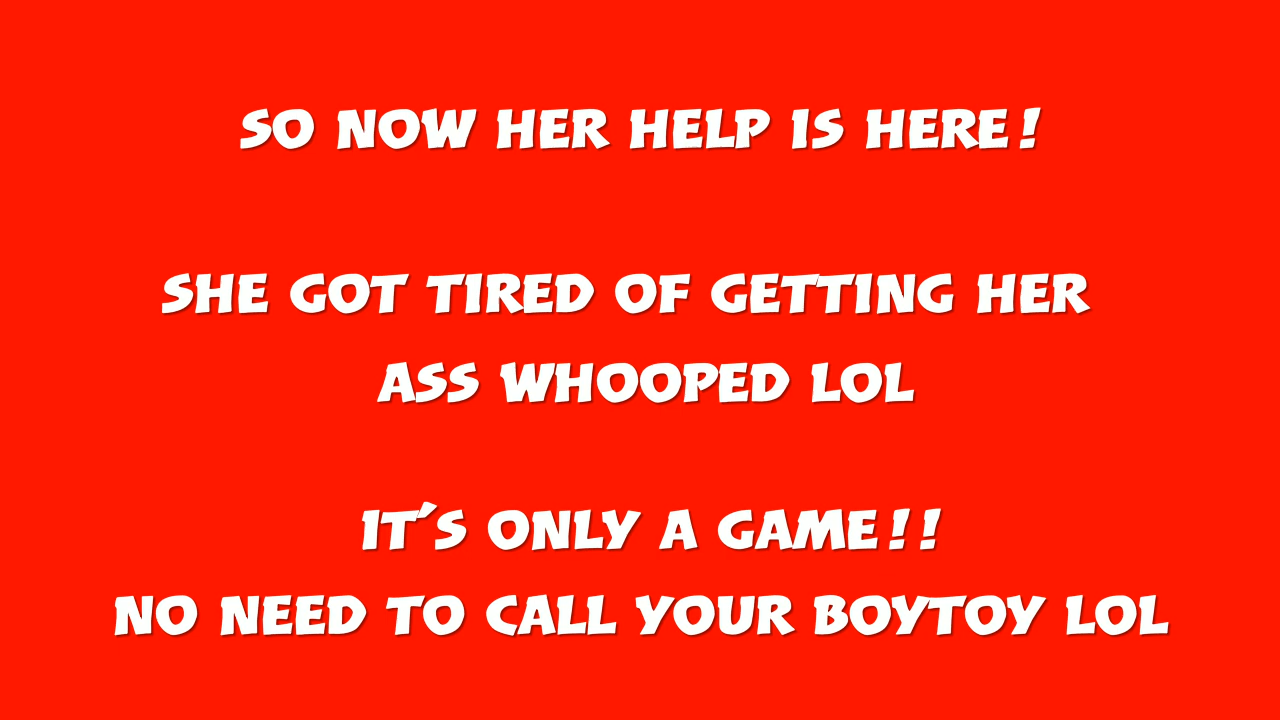 SO NOW HER HELP IS HERE!
SHE GOT TIRED OF GETTING HER
ASS WHOOPED LOL
IT'S ONLY A GAME!!
NO NEED TO CALL YOUR BOYTOY LOL